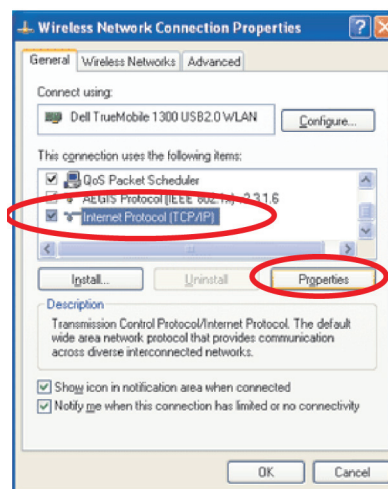 Wireless Network Connection Properties
General Wireless Networks Advanced
Connect using:
Dell TrueMobile 1300 USB2.0 WLAN
Configure...
This connection uses the following items:
QoS Packet Scheduler
AEGIS Protocol (IEEE 802.1x) v2.3.1.6
Internet Protocol (TCP/IP)
Install... Uninstall Properties
Description
Transmission Control Protocol/Internet Protocol. The default
wide area network protocol that provides communication
across diverse interconnected networks.
Show icon in notification area when connected
Notify me when this connection has limited or no connectivity
OK Cancel